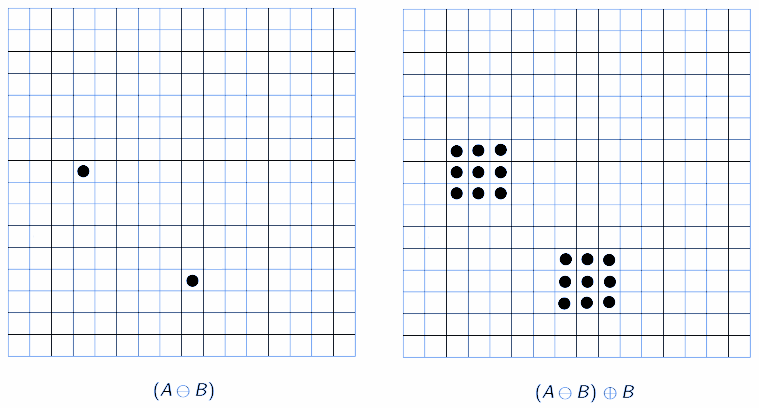 (A ⊖ B)
(A ⊖ B) ⊕ B